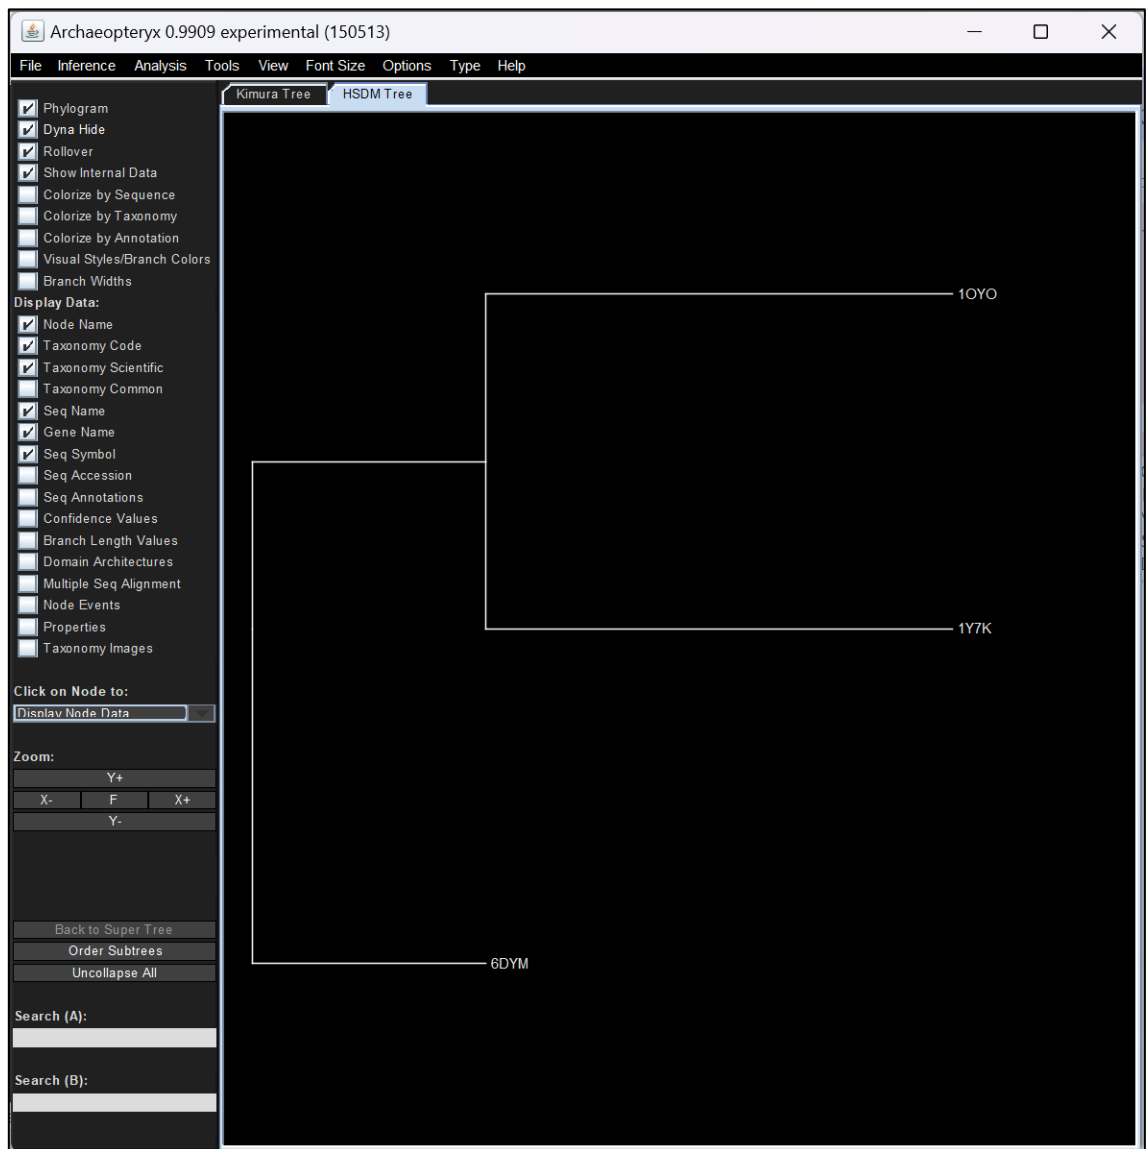 Archaeopteryx 0.9909 experimental (150513)
File Inference Analysis Tools View Font Size Options Type Help
Kimura Tree HSDM Tree
Phylogram
Dyna Hide
Rollover
Show Internal Data
Colorize by Sequence
Colorize by Taxonomy
Colorize by Annotation
Visual Styles/Branch Colors
Branch Widths
Display Data:
Node Name
Taxonomy Code
Taxonomy Scientific
Taxonomy Common
Seq Name
Gene Name
Seq Symbol
Seq Accession
Seq Annotations
Confidence Values
Branch Length Values
Domain Architectures
Multiple Seq Alignment
Node Events
Properties
Taxonomy Images
Click on Node to:
Display Node Data
Zoom:
Y+
X- F X+
Y-
Back to Super Tree
Order Subtrees
Uncollapse All
Search (A):
Search (B):
1OYO
1Y7K
6DYM